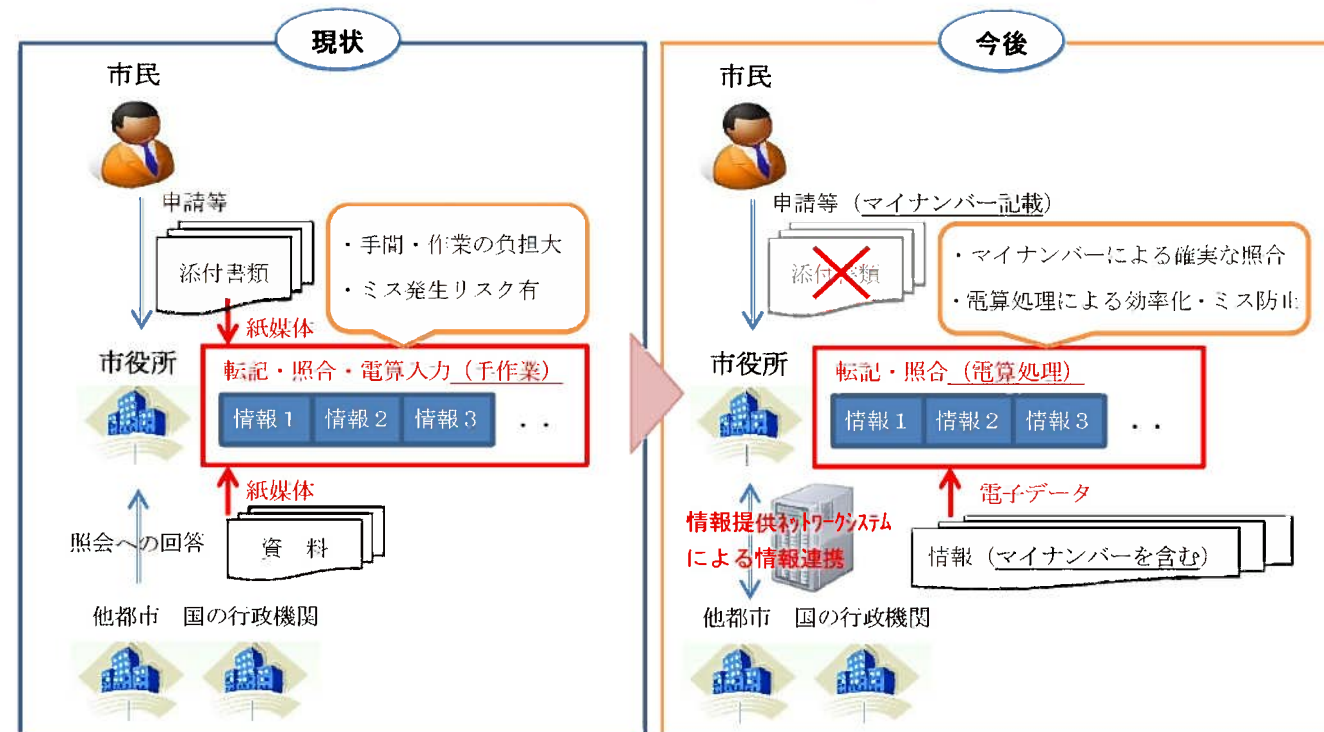 現状
市民
申請等
添付書類
・手間・作業の負担大
・ミス発生リスク有
紙媒体
市役所
転記・照合・電算入力（手作業）
情報１
情報２
情報３
・・
紙媒体
照会への回答
資 料
他都市
国の行政機関
今後
市民
申請等（マイナンバー記載）
添付書類
・マイナンバーによる確実な照合
・電算処理による効率化・ミス防止
市役所
転記・照合（電算処理）
情報１
情報２
情報３
・・
電子データ
情報提供ネットワークシステム
による情報連携
情報（マイナンバーを含む）
他都市
国の行政機関